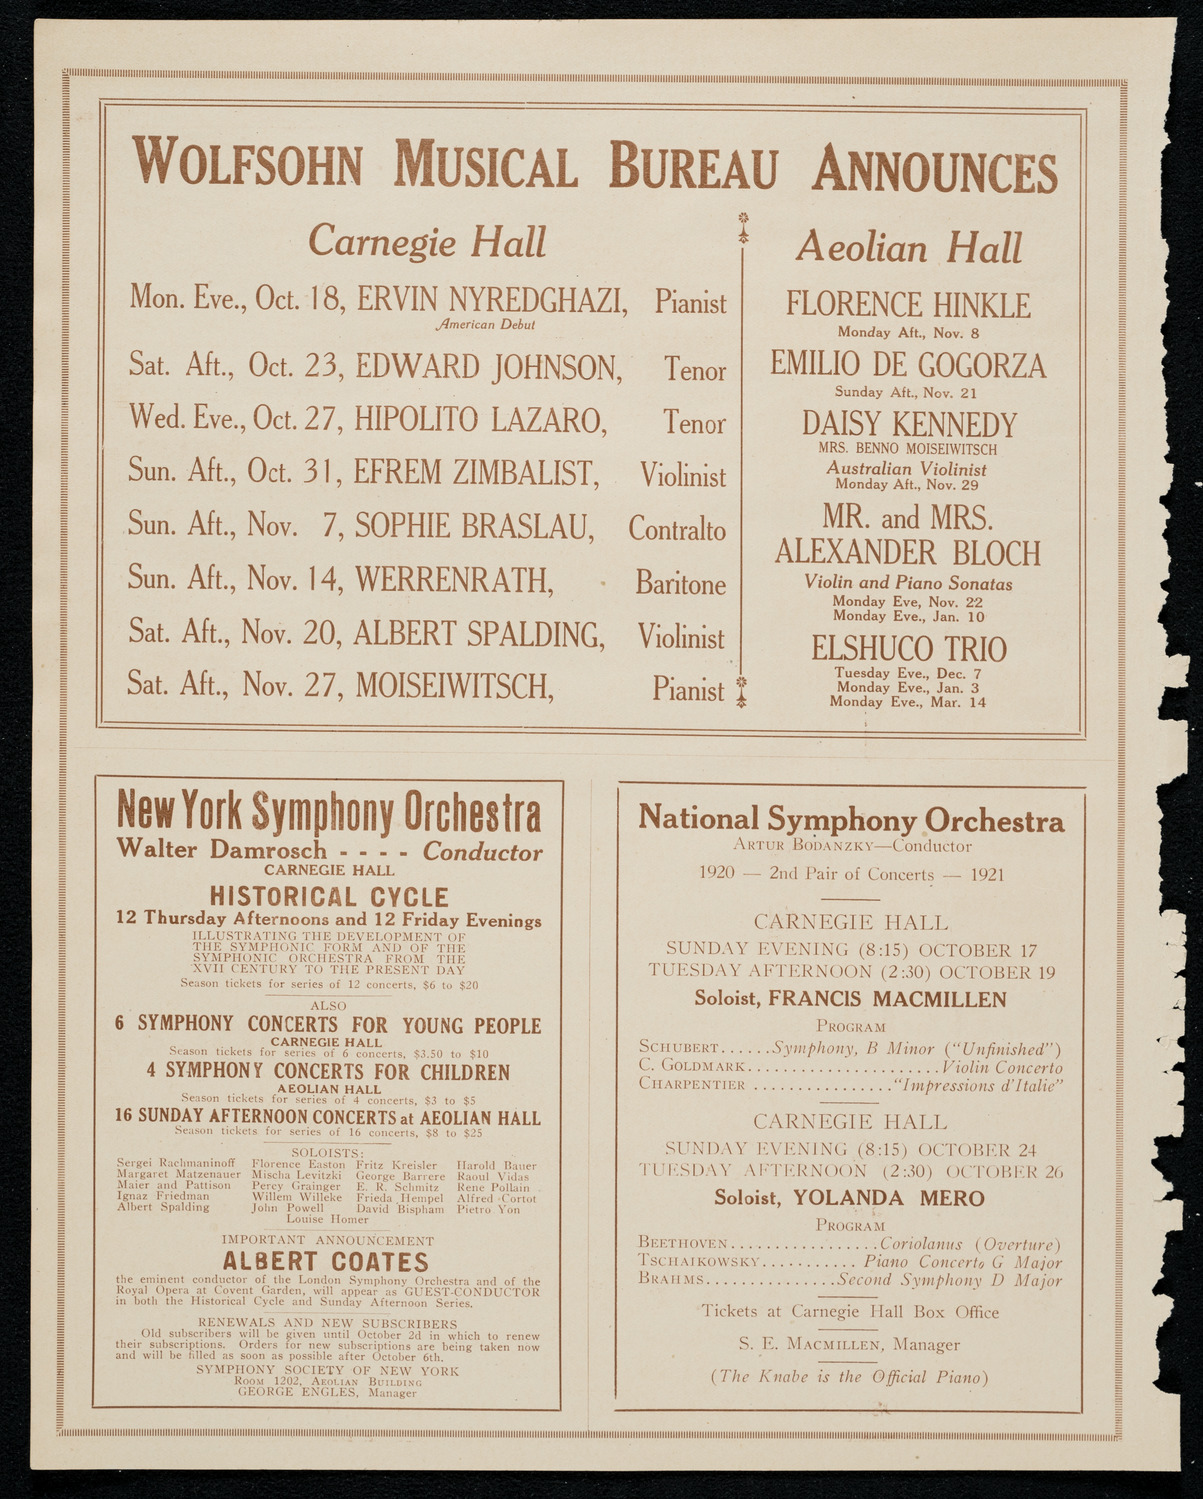 WOLFSOHN MUSICAL BUREAU ANNOUNCES
Carnegie Hall
Mon. Eve., Oct. 18, ERVIN NYREDGHAZI, Pianist
American Debut
Sat. Aft., Oct. 23, EDWARD JOHNSON, Tenor
Wed. Eve., Oct. 27, HIPOLITO LAZARO, Tenor
Sun. Aft., Oct. 31, EFREM ZIMBALIST, Violinist
Sun. Aft., Nov. 7, SOPHIE BRASLAU, Contralto
Sun. Aft., Nov. 14, WERRENRATH, Baritone
Sat. Aft., Nov. 20, ALBERT SPALDING, Violinist
Sat. Aft., Nov. 27, MOISEIWITSCH, Pianist
Aeolian Hall
FLORENCE HINKLE
Monday Aft., Nov. 8
EMILIO DE GOGORZA
Sunday Aft., Nov. 21
DAISY KENNEDY
MRS. BENNO MOISEIWITSCH
Australian Violinist
Monday Aft., Nov. 29
MR. and MRS.
ALEXANDER BLOCH
Violin and Piano Sonatas
Monday Eve, Nov. 22
Monday Eve., Jan. 10
ELSHUCO TRIO
Tuesday Eve., Dec. 7
Monday Eve., Jan. 3
Monday Eve., Mar. 14
New York Symphony Orchestra
Walter Damrosch - - - - Conductor
CARNEGIE HALL
HISTORICAL CYCLE
12 Thursday Afternoons and 12 Friday Evenings
ILLUSTRATING THE DEVELOPMENT OF
THE SYMPHONIC FORM AND OF THE
SYMPHONIC ORCHESTRA FROM THE
XVII CENTURY TO THE PRESENT DAY
Season tickets for series of 12 concerts, $6 to $20
ALSO
6 SYMPHONY CONCERTS FOR YOUNG PEOPLE
CARNEGIE HALL
Season tickets for series of 6 concerts, $3.50 to $10
4 SYMPHONY CONCERTS FOR CHILDREN
AEOLIAN HALL
Season tickets for series of 4 concerts, $3 to $5
16 SUNDAY AFTERNOON CONCERTS at AEOLIAN HALL
Season tickets for series of 16 concerts, $8 to $25
SOLOISTS:
Sergei Rachmaninoff Florence Easton Fritz Kreisler Harold Bauer
Margaret Matzenauer Mischa Levitzki George Barrere Raoul Vidas
Maier and Pattison Percy Grainger E. R. Schmitz Rene Pollain
Ignaz Friedman Willem Willeke Frieda Hempel Alfred Cortot
Albert Spalding John Powell David Bispham Pietro Yon
Louise Homer
IMPORTANT ANNOUNCEMENT
ALBERT COATES
the eminent conductor of the London Symphony Orchestra and of the
Royal Opera at Covent Garden, will appear as GUEST-CONDUCTOR
in both the Historical Cycle and Sunday Afternoon Series.
RENEWALS AND NEW SUBSCRIBERS
Old subscribers will be given until October 2d in which to renew
their subscriptions. Orders for new subscriptions are being taken now
and will be filled as soon as possible after October 6th.
SYMPHONY SOCIETY OF NEW YORK
ROOM 1202, AEOLIAN BUILDING
GEORGE ENGLES, Manager
National Symphony Orchestra
ARTUR BODANZKY—Conductor
1920 — 2nd Pair of Concerts — 1921
CARNEGIE HALL
SUNDAY EVENING (8:15) OCTOBER 17
TUESDAY AFTERNOON (2:30) OCTOBER 19
Soloist, FRANCIS MACMILLEN
PROGRAM
SCHUBERT......Symphony, B Minor ("Unfinished")
C. GOLDMARK......................Violin Concerto
CHARPENTIER ................"Impressions d'Italie"
CARNEGIE HALL
SUNDAY EVENING (8:15) OCTOBER 24
TUESDAY AFTERNOON (2:30) OCTOBER 26
Soloist, YOLANDA MERO
PROGRAM
BEETHOVEN.................Coriolanus (Overture)
TSCHAIKOWSKY...........Piano Concerto G Major
BRAHMS...............Second Symphony D Major
Tickets at Carnegie Hall Box Office
S. E. MACMILLEN, Manager
(The Knabe is the Official Piano)